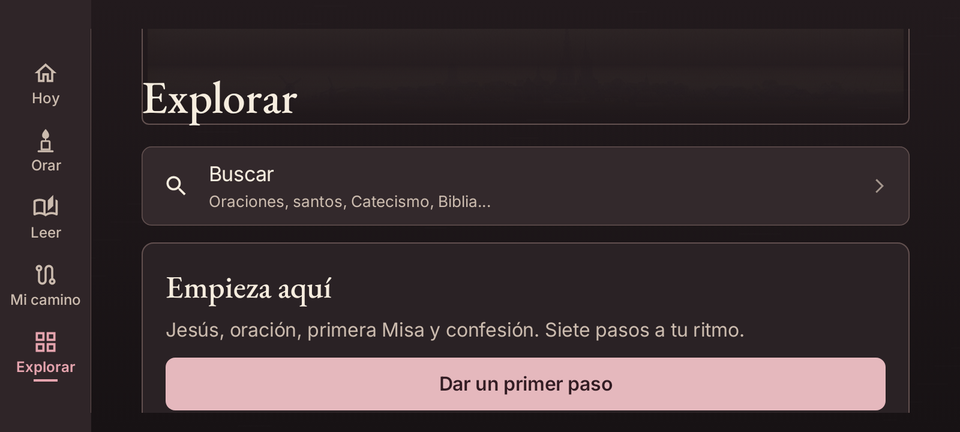 Hoy
Orar
Leer
Mi camino
Explorar
Explorar
Buscar
Oraciones, santos, Catecismo, Biblia...
Empieza aquí
Jesús, oración, primera Misa y confesión. Siete pasos a tu ritmo.
Dar un primer paso